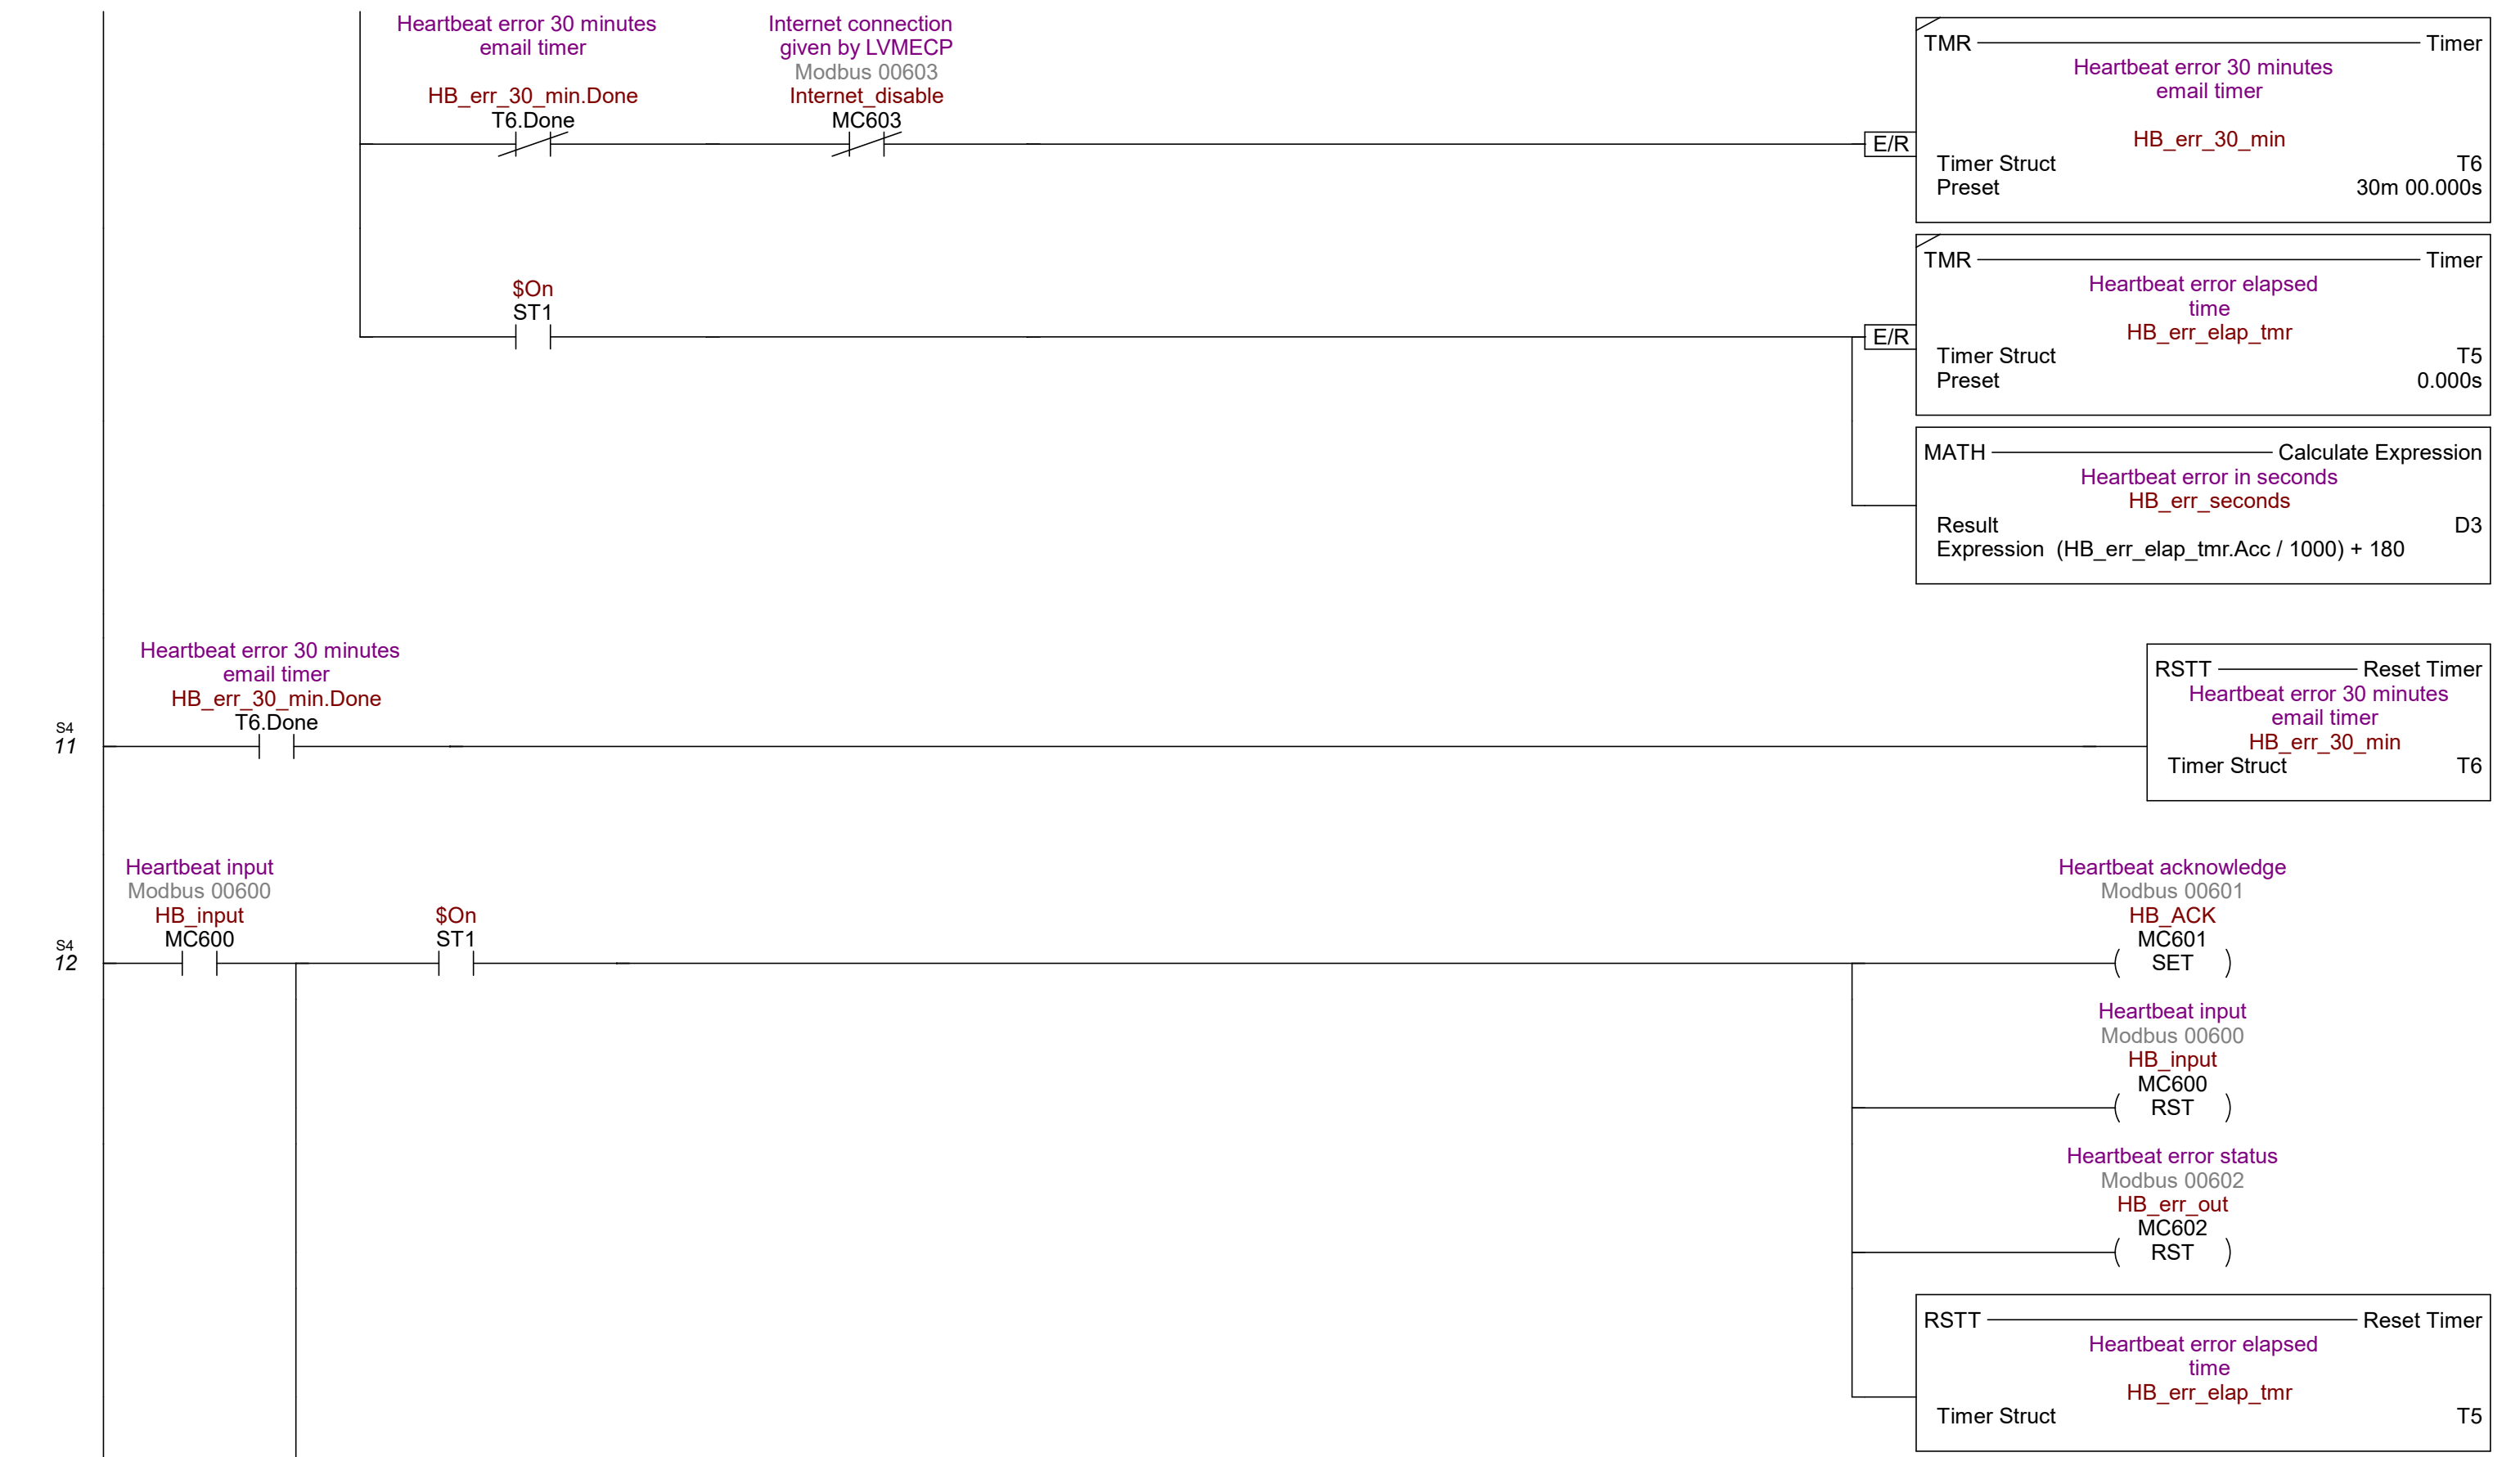 Heartbeat error 30 minutes
email timer
HB_err_30_min.Done
T6.Done
Internet connection
given by LVMECP
Modbus 00603
Internet_disable
MC603
E/R
TMR Timer
Heartbeat error 30 minutes
email timer
HB_err_30_min
Timer Struct T6
Preset 30m 00.000s
$On
ST1
E/R
TMR Timer
Heartbeat error elapsed
time
HB_err_elap_tmr
Timer Struct T5
Preset 0.000s
MATH Calculate Expression
Heartbeat error in seconds
HB_err_seconds
Result D3
Expression (HB_err_elap_tmr.Acc / 1000) + 180
S4
11
Heartbeat error 30 minutes
email timer
HB_err_30_min.Done
T6.Done
RSTT Reset Timer
Heartbeat error 30 minutes
email timer
HB_err_30_min
Timer Struct T6
S4
12
Heartbeat input
Modbus 00600
HB_input
MC600
$On
ST1
Heartbeat acknowledge
Modbus 00601
HB_ACK
MC601
( SET )
Heartbeat input
Modbus 00600
HB_input
MC600
( RST )
Heartbeat error status
Modbus 00602
HB_err_out
MC602
( RST )
RSTT Reset Timer
Heartbeat error elapsed
time
HB_err_elap_tmr
Timer Struct T5